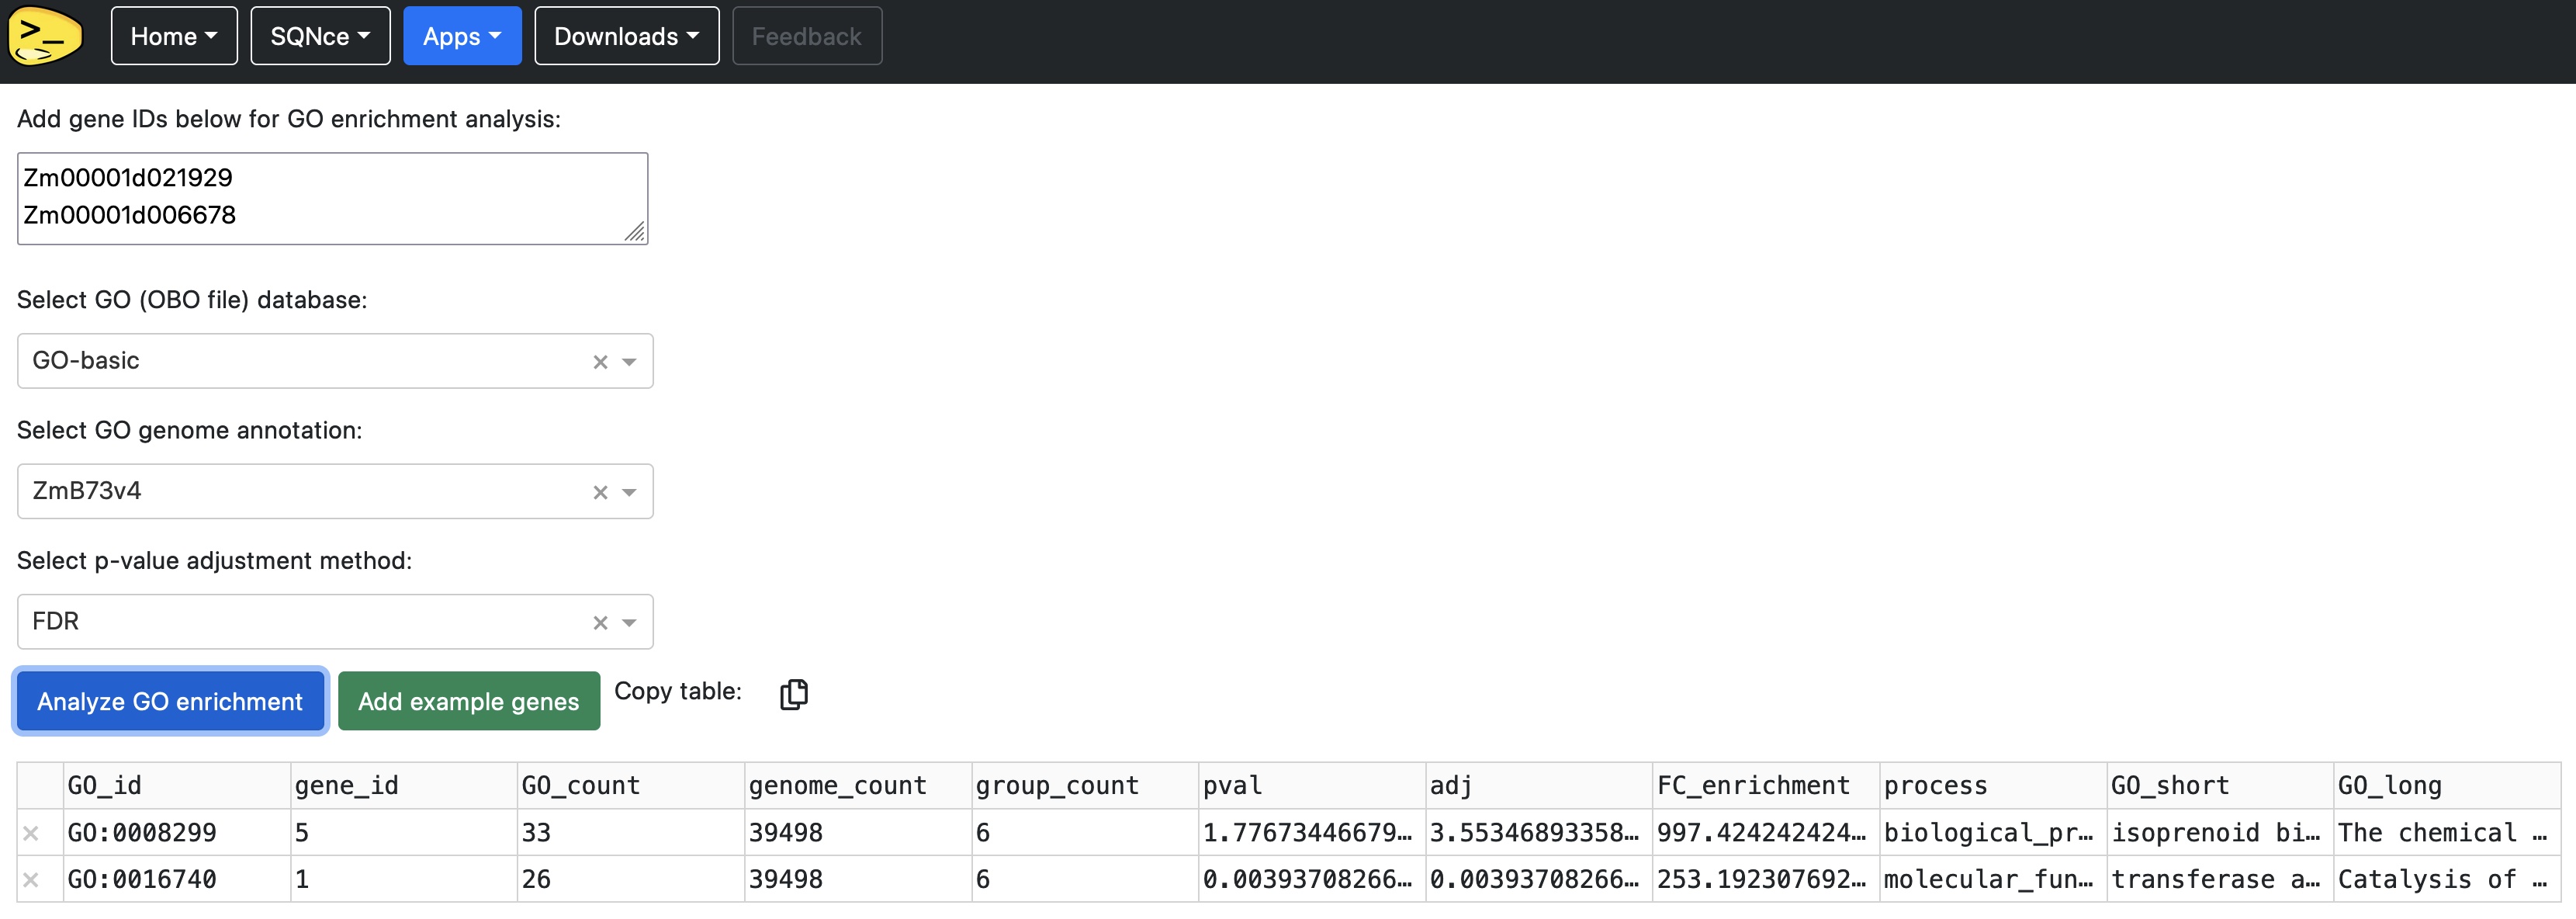 >_ Home SQNce Apps Downloads Feedback
Add gene IDs below for GO enrichment analysis:
Zm00001d021929
Zm00001d006678
Select GO (OBO file) database:
GO-basic
Select GO genome annotation:
ZmB73v4
Select p-value adjustment method:
FDR
Analyze GO enrichment Add example genes Copy table:
GO_id gene_id GO_count genome_count group_count pval adj FC_enrichment process GO_short GO_long
GO:0008299 5 33 39498 6 1.77673446679… 3.55346893358… 997.424242424… biological_pr… isoprenoid bi… The chemical …
GO:0016740 1 26 39498 6 0.00393708266… 0.00393708266… 253.192307692… molecular_fun… transferase a… Catalysis of …